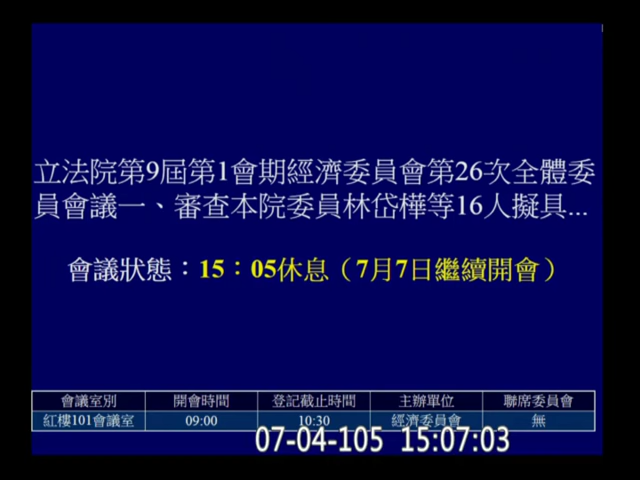 立法院第9屆第1會期經濟委員會第26次全體委
員會議一、審查本院委員林岱樺等16人擬具...
會議狀態：15：05休息（7月7日繼續開會）
會議室別 開會時間 登記截止時間 主辦單位 聯席委員會
紅樓101會議室 09:00 10:30 經濟委員會 無
07-04-105 15:07:03